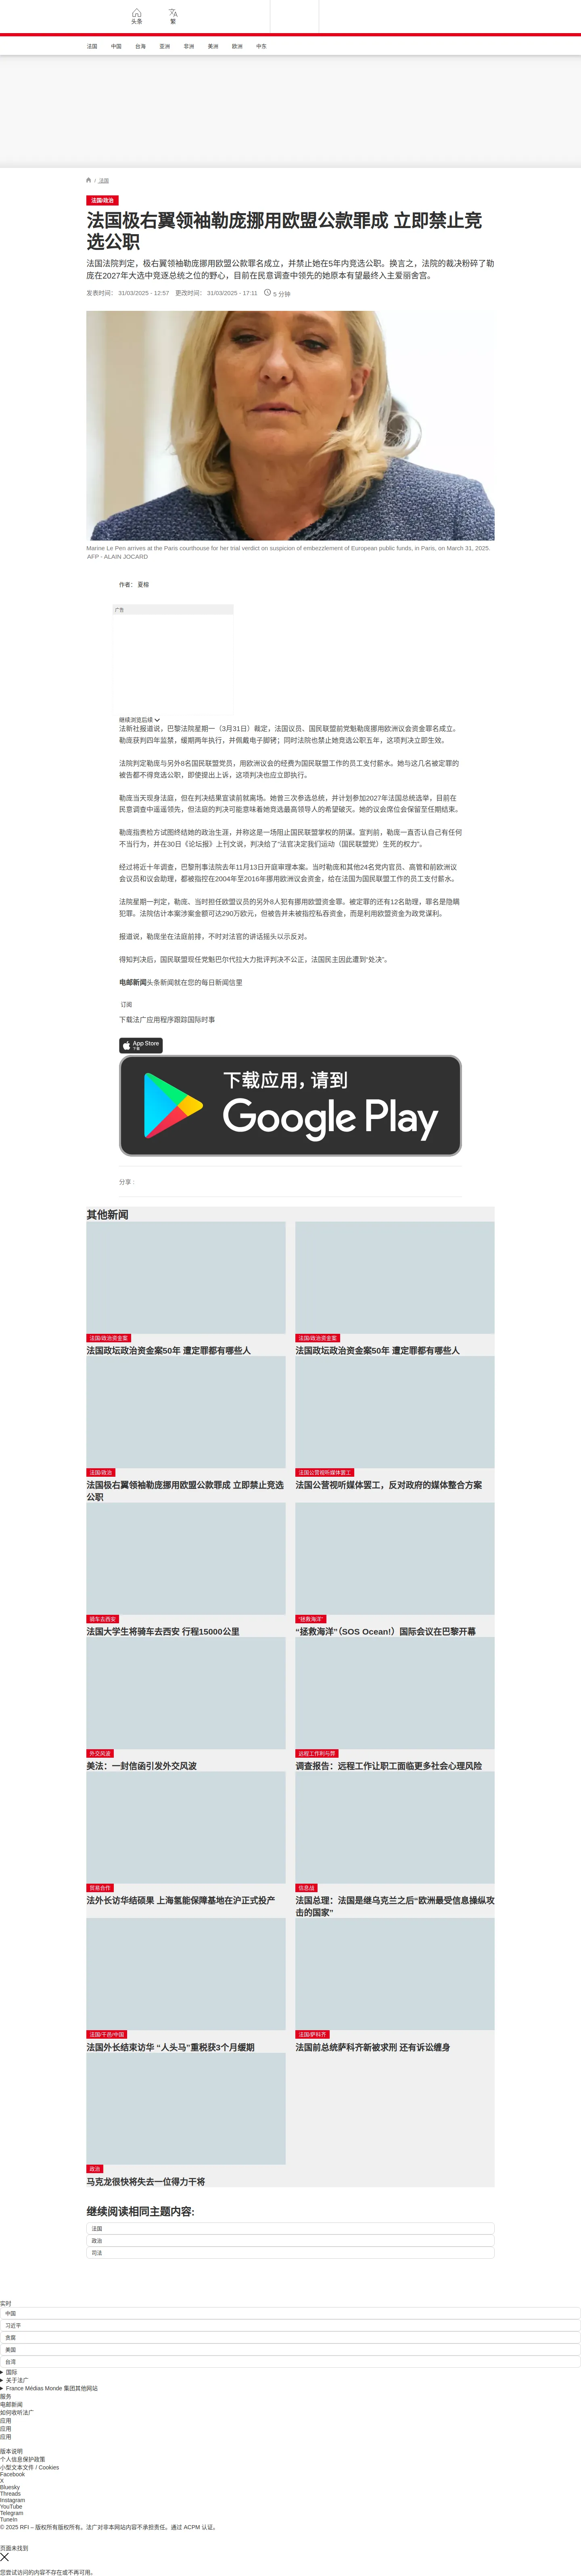 头条
繁
法国
中国
台海
亚洲
非洲
美洲
欧洲
中东
/ 法国
法国/政治
法国极右翼领袖勒庞挪用欧盟公款罪成 立即禁止竞
选公职
法国法院判定，极右翼领袖勒庞挪用欧盟公款罪名成立，并禁止她在5年内竞选公职。换言之，法院的裁决粉碎了勒
庞在2027年大选中竞逐总统之位的野心，目前在民意调查中领先的她原本有望最终入主爱丽舍宫。
发表时间： 31/03/2025 - 12:57 更改时间： 31/03/2025 - 17:11 5 分钟
Marine Le Pen arrives at the Paris courthouse for her trial verdict on suspicion of embezzlement of European public funds, in Paris, on March 31, 2025.
AFP - ALAIN JOCARD
作者： 夏榕
广告
继续浏览后续
法新社报道说，巴黎法院星期一（3月31日）裁定，法国议员、国民联盟前党魁勒庞挪用欧洲议会资金罪名成立。
勒庞获判四年监禁，缓期两年执行，并佩戴电子脚铐；同时法院也禁止她竞选公职五年，这项判决立即生效。
法院判定勒庞与另外8名国民联盟党员，用欧洲议会的经费为国民联盟工作的员工支付薪水。她与这几名被定罪的
被告都不得竞选公职，即使提出上诉，这项判决也应立即执行。
勒庞当天现身法庭，但在判决结果宣读前就离场。她曾三次参选总统，并计划参加2027年法国总统选举，目前在
民意调查中遥遥领先，但法庭的判决可能意味着她竞选最高领导人的希望破灭。她的议会席位会保留至任期结束。
勒庞指责检方试图终结她的政治生涯，并称这是一场阻止国民联盟掌权的阴谋。宣判前，勒庞一直否认自己有任何
不当行为，并在30日《论坛报》上刊文说，判决给了“法官决定我们运动（国民联盟党）生死的权力”。
经过将近十年调查，巴黎刑事法院去年11月13日开庭审理本案。当时勒庞和其他24名党内官员、高管和前欧洲议
会议员和议会助理，都被指控在2004年至2016年挪用欧洲议会资金，给在法国为国民联盟工作的员工支付薪水。
法院星期一判定，勒庞、当时担任欧盟议员的另外8人犯有挪用欧盟资金罪。被定罪的还有12名助理，罪名是隐瞒
犯罪。法院估计本案涉案金额可达290万欧元，但被告并未被指控私吞资金，而是利用欧盟资金为政党谋利。
报道说，勒庞坐在法庭前排，不时对法官的讲话摇头以示反对。
得知判决后，国民联盟现任党魁巴尔代拉大力批评判决不公正，法国民主因此遭到“处决”。
电邮新闻头条新闻就在您的每日新闻信里
订阅
下载法广应用程序跟踪国际时事
App Store
下载
下载应用，请到
Google Play
分享 :
其他新闻
法国/政治资金案
法国政坛政治资金案50年 遭定罪都有哪些人
法国/政治资金案
法国政坛政治资金案50年 遭定罪都有哪些人
法国/政治
法国极右翼领袖勒庞挪用欧盟公款罪成 立即禁止竞选
公职
法国公营视听媒体罢工
法国公营视听媒体罢工，反对政府的媒体整合方案
骑车去西安
法国大学生将骑车去西安 行程15000公里
“拯救海洋”
“拯救海洋”（SOS Ocean!）国际会议在巴黎开幕
外交风波
美法：一封信函引发外交风波
远程工作利与弊
调查报告：远程工作让职工面临更多社会心理风险
贸易合作
法外长访华结硕果 上海氢能保障基地在沪正式投产
信息战
法国总理：法国是继乌克兰之后“欧洲最受信息操纵攻
击的国家”
法国/干邑/中国
法国外长结束访华 “人头马”重税获3个月缓期
法国/萨科齐
法国前总统萨科齐新被求刑 还有诉讼缠身
政治
马克龙很快将失去一位得力干将
继续阅读相同主题内容:
法国
政治
司法
实时
中国
习近平
贪腐
美国
台湾
国际
关于法广
France Médias Monde 集团其他网站
服务
电邮新闻
如何收听法广
应用
应用
应用
版本说明
个人信息保护政策
小型文本文件 / Cookies
Facebook
X
Bluesky
Threads
Instagram
YouTube
Telegram
TuneIn
© 2025 RFI – 版权所有版权所有。法广对非本网站内容不承担责任。通过 ACPM 认证。
页面未找到
您尝试访问的内容不存在或不再可用。